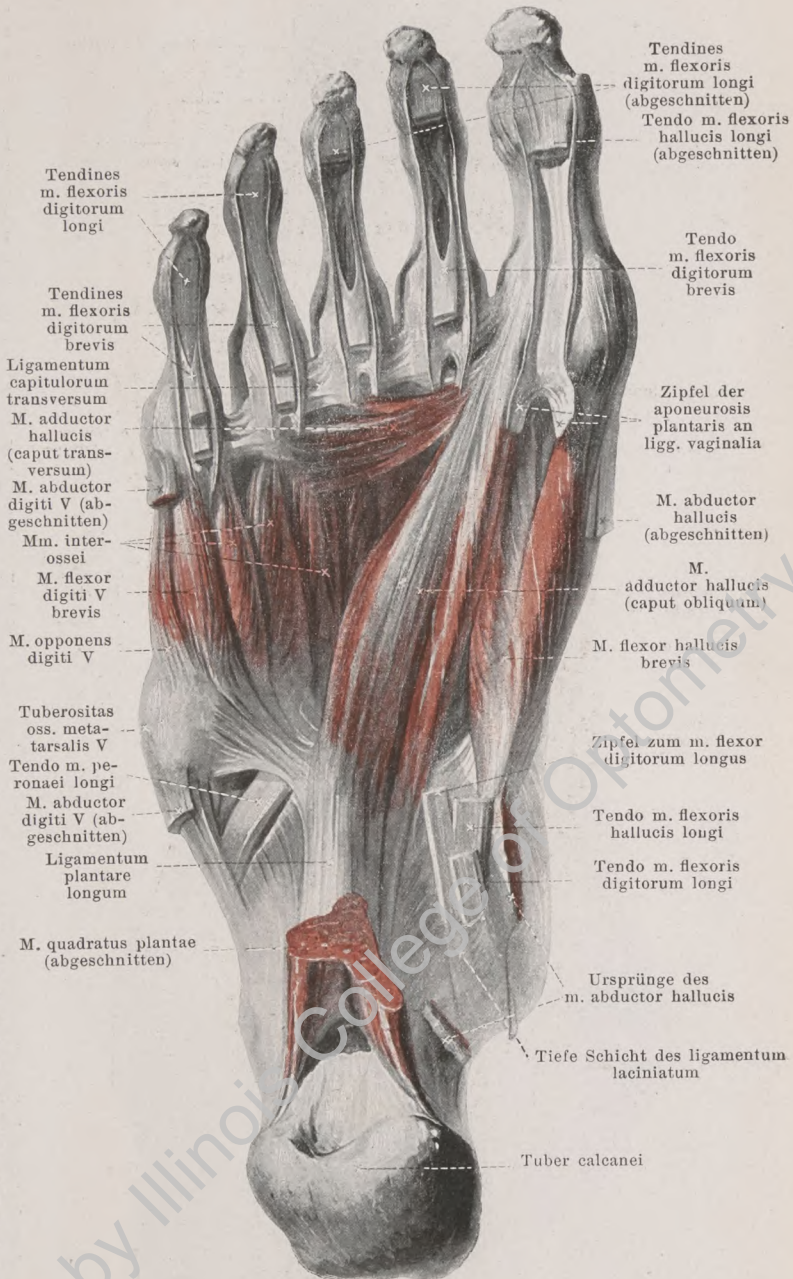 Tendines
m. flexoris
digitorum longi
(abgeschnitten)
Tendo m. flexoris
hallucis longi
(abgeschnitten)
Tendo
m. flexoris
digitorum
brevis
Zipfel der
aponeurosis
plantaris an
ligg. vaginalia
M. abductor
hallucis
(abgeschnitten)
M.
adductor hallucis
(caput obliquum)
M. flexor hallucis
brevis
Zipfel zum m. flexor
digitorum longus
Tendo m. flexoris
hallucis longi
Tendo m. flexoris
digitorum longi
Ursprünge des
m. abductor hallucis
Tiefe Schicht des ligamentum
laciniatum
Tuber calcanei
Tendines
m. flexoris
digitorum
longi
Tendines
m. flexoris
digitorum
brevis
Ligamentum
capitulorum
transversum
M. adductor
hallucis
(caput trans-
versum)
M. abductor
digiti V (ab-
geschnitten)
Mm. inter-
ossei
M. flexor
digiti V
brevis
M. opponens
digiti V
Tuberositas
oss. meta-
tarsalis V
Tendo m. pe-
ronaei longi
M. abductor
digiti V (ab-
geschnitten)
Ligamentum
plantare
longum
M. quadratus plantae
(abgeschnitten)
by Illinois College of Optometry